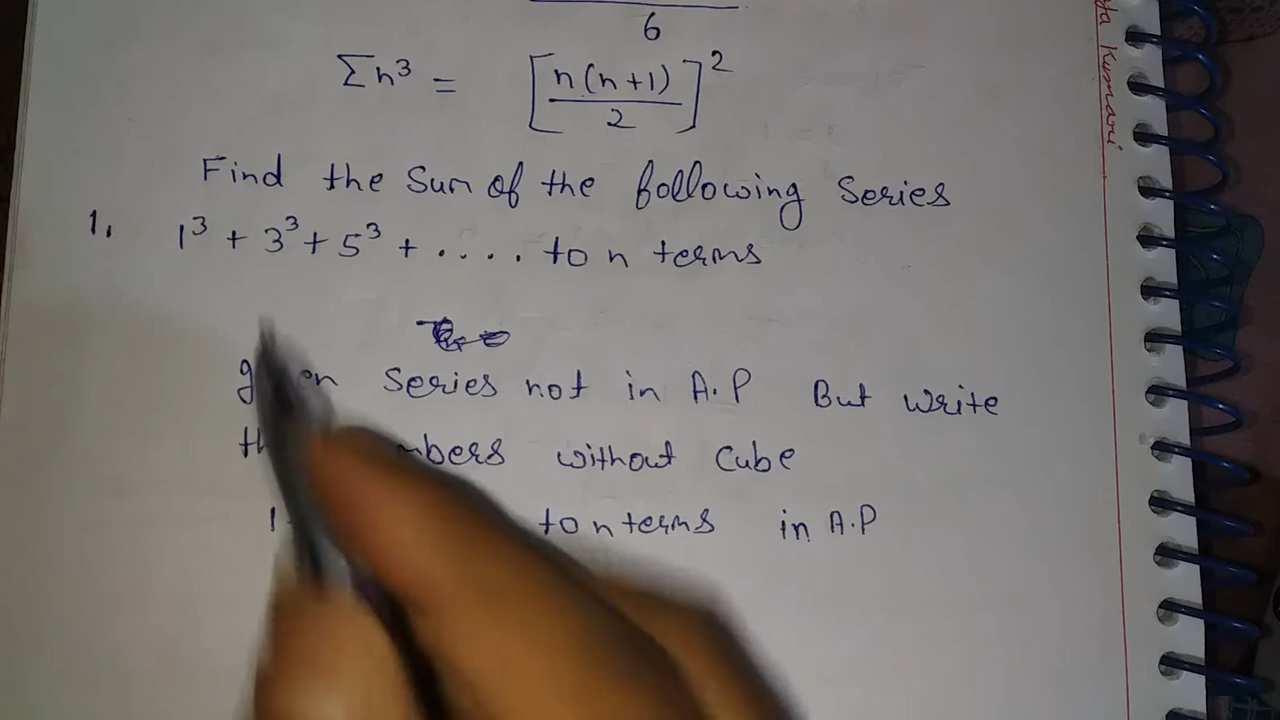 6
Σn³ = [n(n+1)/2]²
Find the Sum of the following Series
1. 1³ + 3³ + 5³ + .... to n terms
Series not in A.P But write
without cube
to n terms in A.P
Kumari